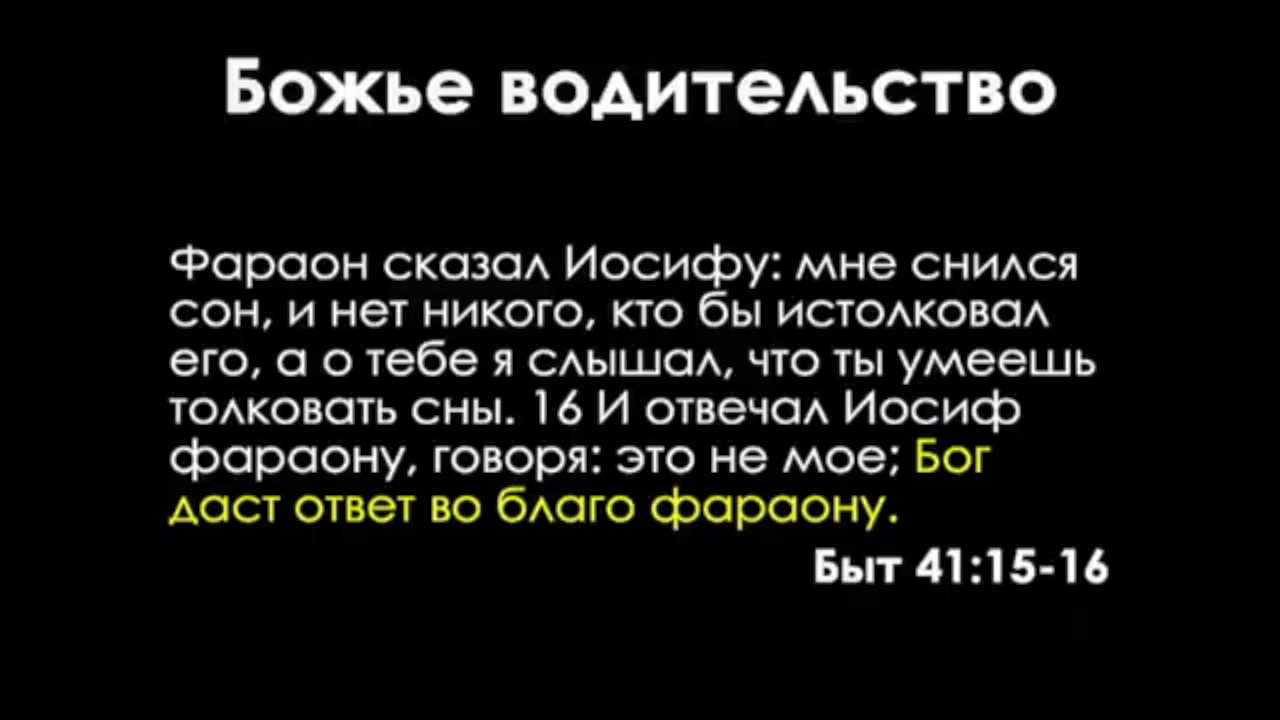 Божье водительство
Фараон сказал Иосифу: мне снился
сон, и нет никого, кто бы истолковал
его, а о тебе я слышал, что ты умеешь
толковать сны. 16 И отвечал Иосиф
фараону, говоря: это не мое; Бог
даст ответ во благо фараону.
Быт 41:15-16